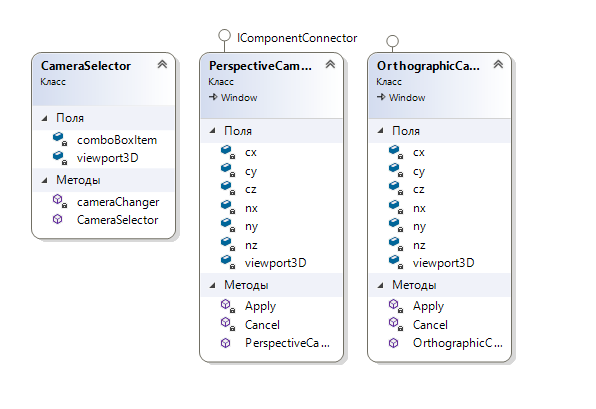 IComponentConnector
CameraSelector
Класс
Поля
comboBoxItem
viewport3D
Методы
cameraChanger
CameraSelector
PerspectiveCam...
Класс
Window
Поля
cx
cy
cz
nx
ny
nz
viewport3D
Методы
Apply
Cancel
PerspectiveCa...
OrthographicCa...
Класс
Window
Поля
cx
cy
cz
nx
ny
nz
viewport3D
Методы
Apply
Cancel
OrthographicC...